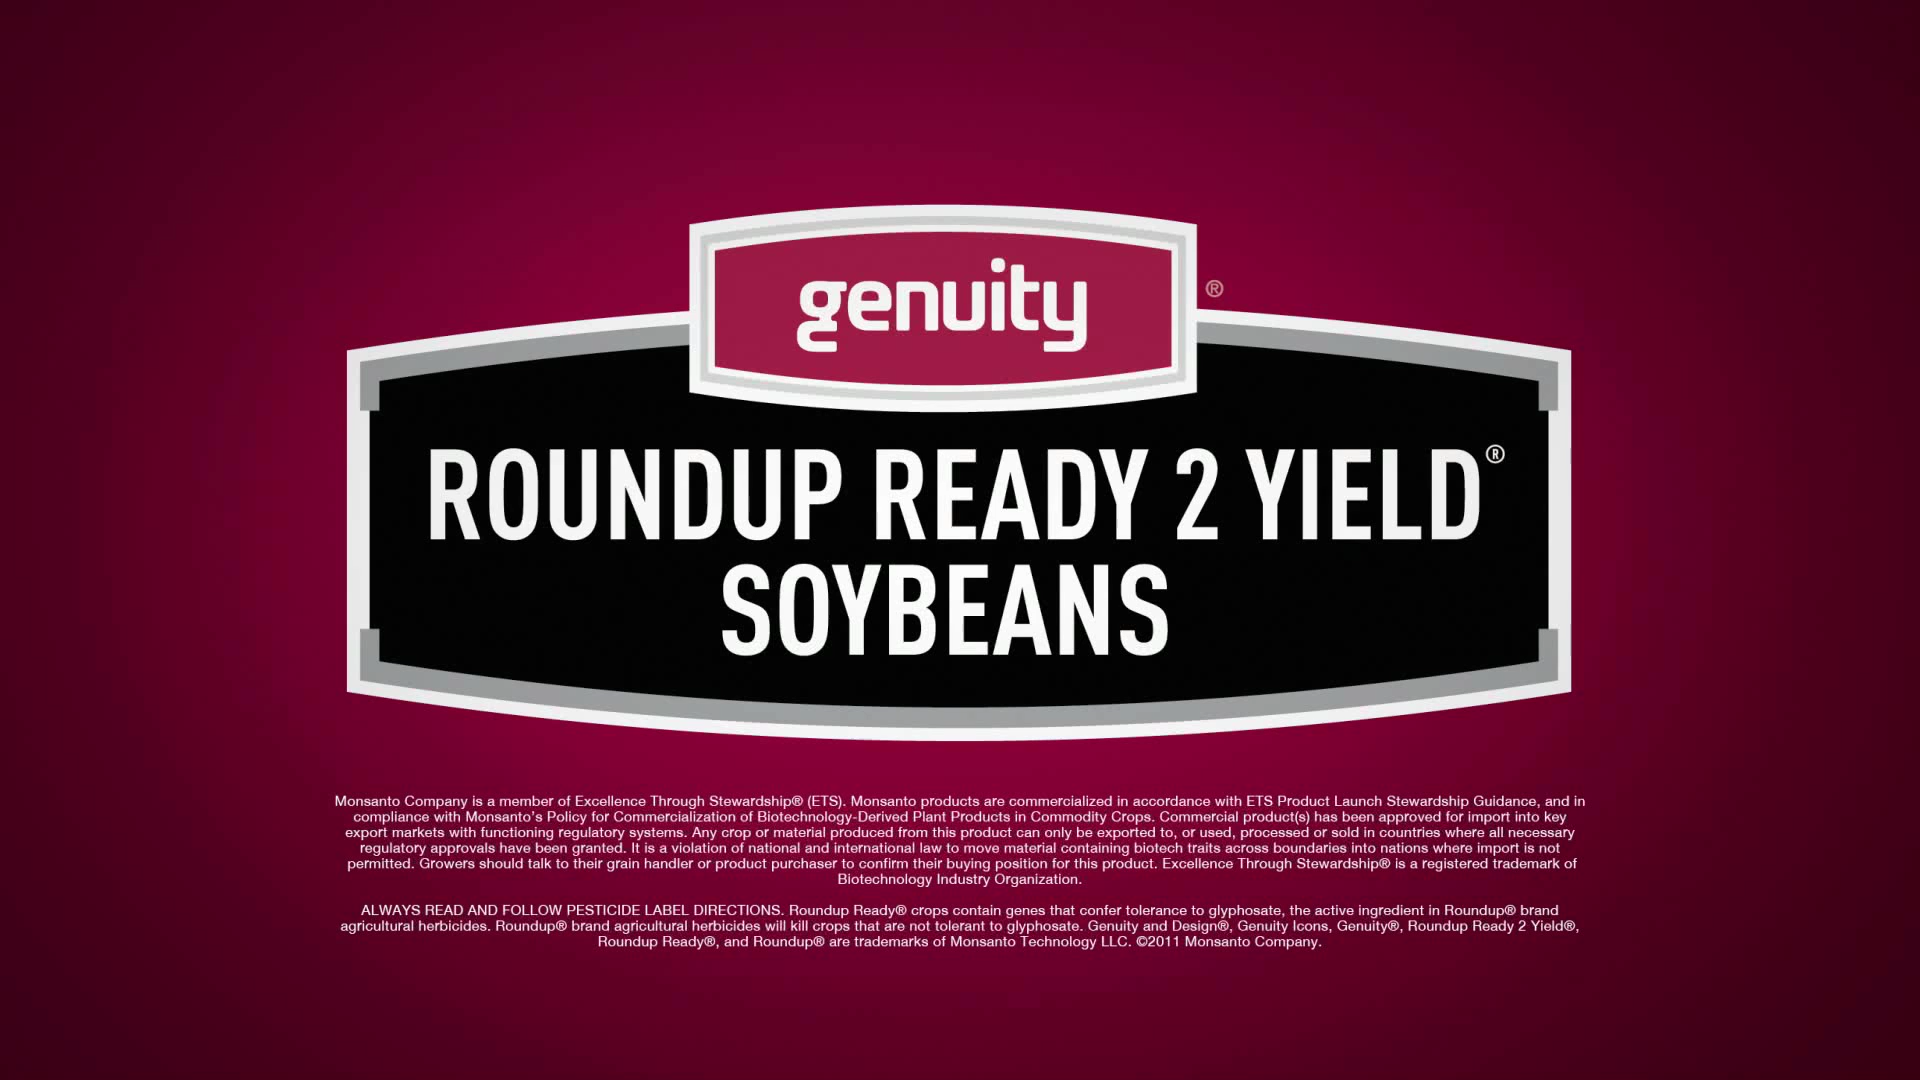 genuity®
ROUNDUP READY 2 YIELD®
SOYBEANS
Monsanto Company is a member of Excellence Through Stewardship® (ETS). Monsanto products are commercialized in accordance with ETS Product Launch Stewardship Guidance, and in
compliance with Monsanto's Policy for Commercialization of Biotechnology-Derived Plant Products in Commodity Crops. Commercial product(s) has been approved for import into key
export markets with functioning regulatory systems. Any crop or material produced from this product can only be exported to, or used, processed or sold in countries where all necessary
regulatory approvals have been granted. It is a violation of national and international law to move material containing biotech traits across boundaries into nations where import is not
permitted. Growers should talk to their grain handler or product purchaser to confirm their buying position for this product. Excellence Through Stewardship® is a registered trademark of
Biotechnology Industry Organization.
ALWAYS READ AND FOLLOW PESTICIDE LABEL DIRECTIONS. Roundup Ready® crops contain genes that confer tolerance to glyphosate, the active ingredient in Roundup® brand
agricultural herbicides. Roundup® brand agricultural herbicides will kill crops that are not tolerant to glyphosate. Genuity and Design®, Genuity Icons, Genuity®, Roundup Ready 2 Yield®,
Roundup Ready®, and Roundup® are trademarks of Monsanto Technology LLC. ©2011 Monsanto Company.